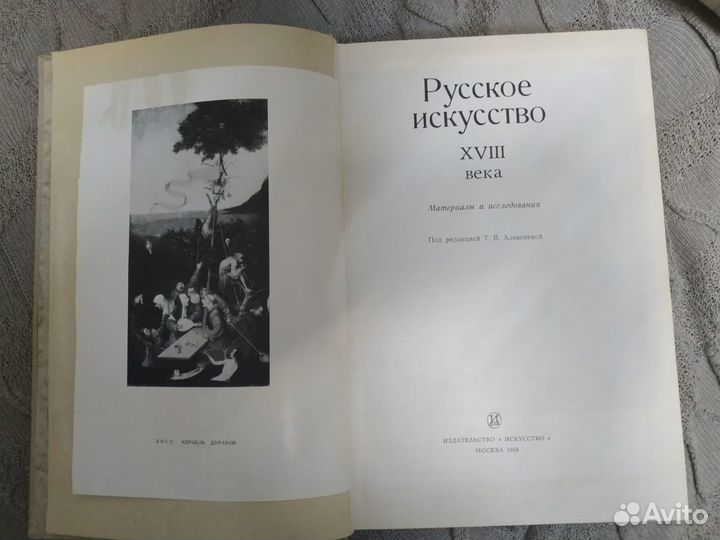 БОСХ КОРАБЛЬ ДУРАКОВ.
Русское
искусство
XVIII
века
Материалы и исследования
Под редакцией Т. В. Алексеевой
ИЗДАТЕЛЬСТВО «ИСКУССТВО»
МОСКВА 1968
Avito